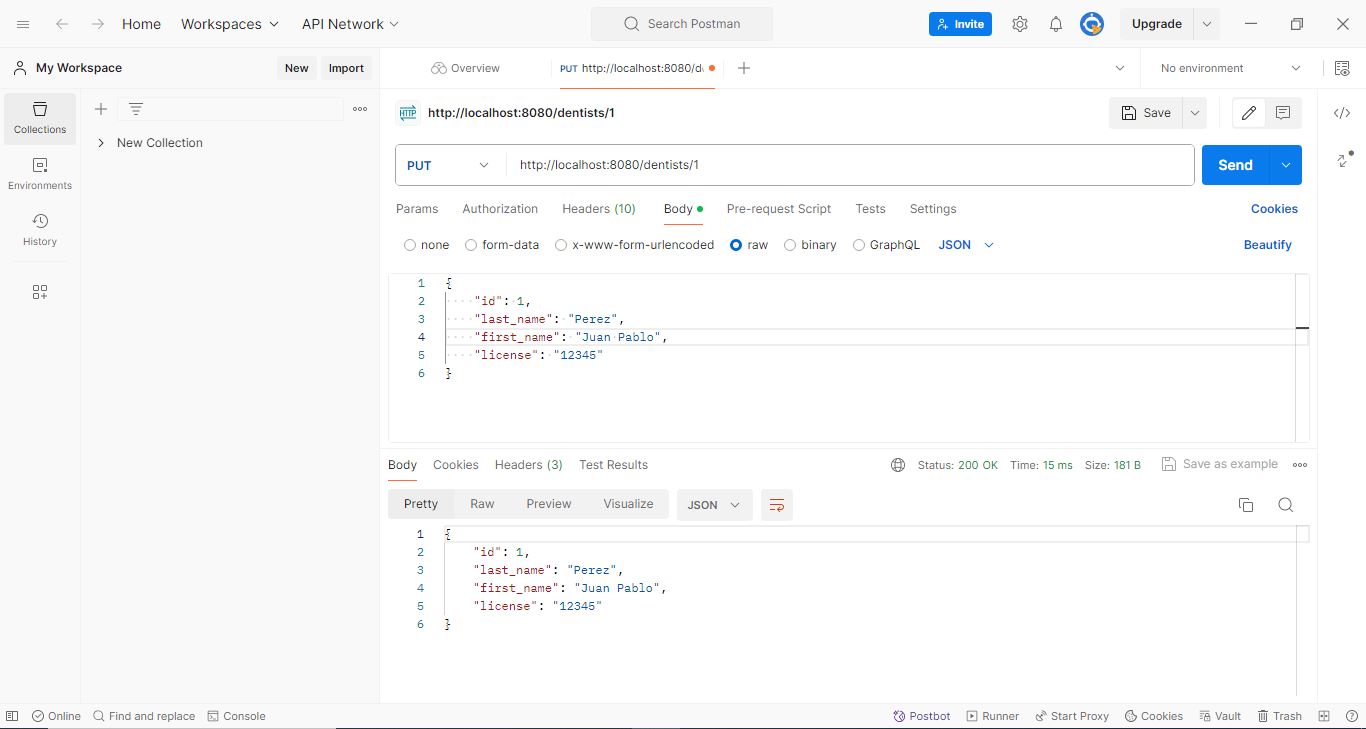 Home Workspaces API Network Search Postman Invite Upgrade
My Workspace New Import Overview PUT http://localhost:8080/d No environment
HTTP http://localhost:8080/dentists/1 Save
Collections
New Collection
Environments
History
PUT http://localhost:8080/dentists/1 Send
Params Authorization Headers (10) Body Pre-request Script Tests Settings Cookies
none form-data x-www-form-urlencoded raw binary GraphQL JSON Beautify
1 {
2 "id": 1,
3 "last_name": "Perez",
4 "first_name": "Juan Pablo",
5 "license": "12345"
6 }
Body Cookies Headers (3) Test Results Status: 200 OK Time: 15 ms Size: 181 B Save as example
Pretty Raw Preview Visualize JSON
1 {
2 "id": 1,
3 "last_name": "Perez",
4 "first_name": "Juan Pablo",
5 "license": "12345"
6 }
Online Find and replace Console Postbot Runner Start Proxy Cookies Vault Trash